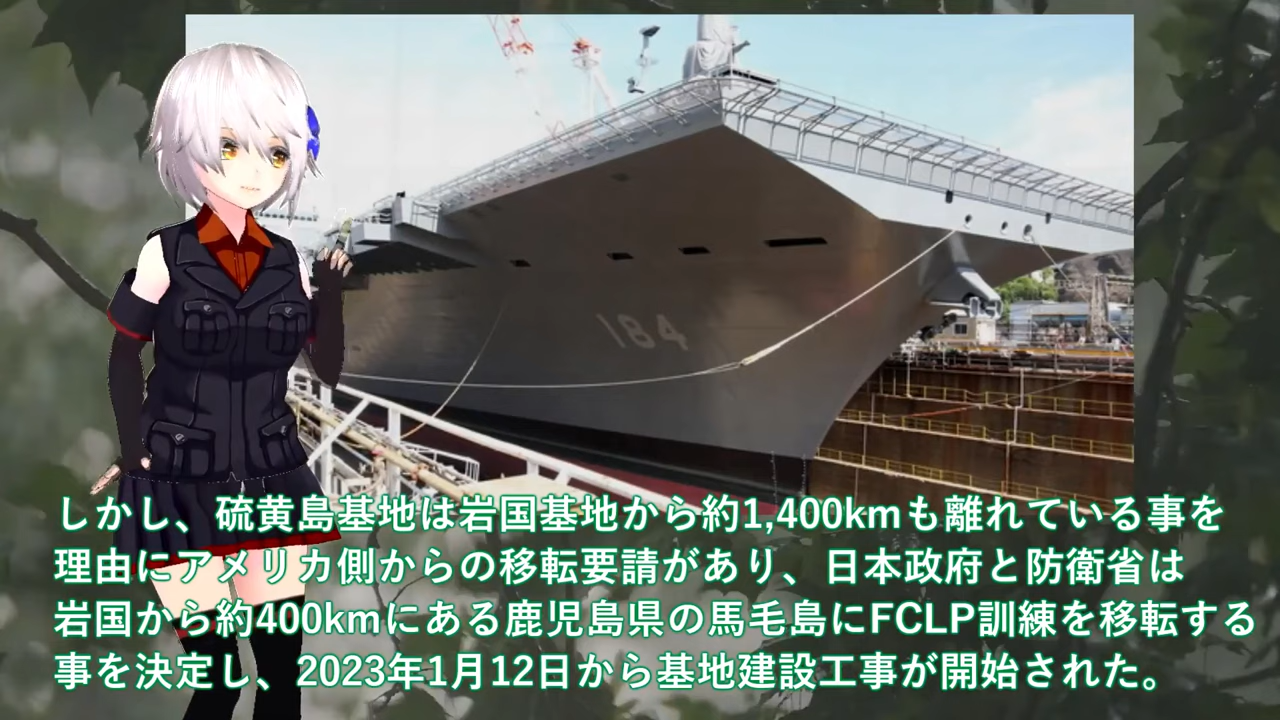 184
しかし、硫黄島基地は岩国基地から約1,400kmも離れている事を
理由にアメリカ側からの移転要請があり、日本政府と防衛省は
岩国から約400kmにある鹿児島県の馬毛島にFCLP訓練を移転する
事を決定し、2023年1月12日から基地建設工事が開始された。